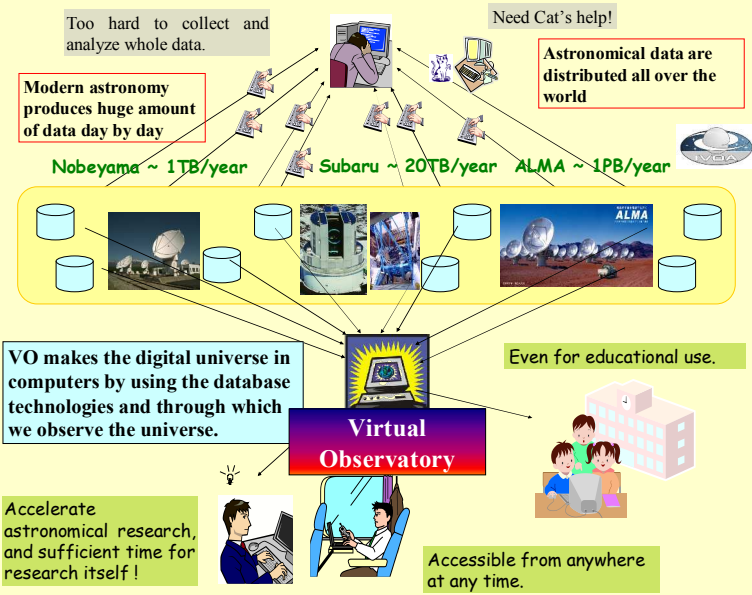 Too hard to collect and
analyze whole data.
Need Cat's help!
Modern astronomy
produces huge amount
of data day by day
Astronomical data are
distributed all over the
world
JVOA
Nobeyama ~ 1TB/year
Subaru ~ 20TB/year
ALMA ~ 1PB/year
ALMA
VO makes the digital universe in
computers by using the database
technologies and through which
we observe the universe.
Even for educational use.
Virtual
Observatory
Accelerate
astronomical research,
and sufficient time for
research itself !
Accessible from anywhere
at any time.